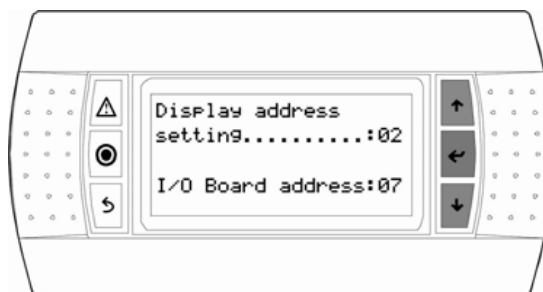 Display address
setting..........:02
I/O Board address:07